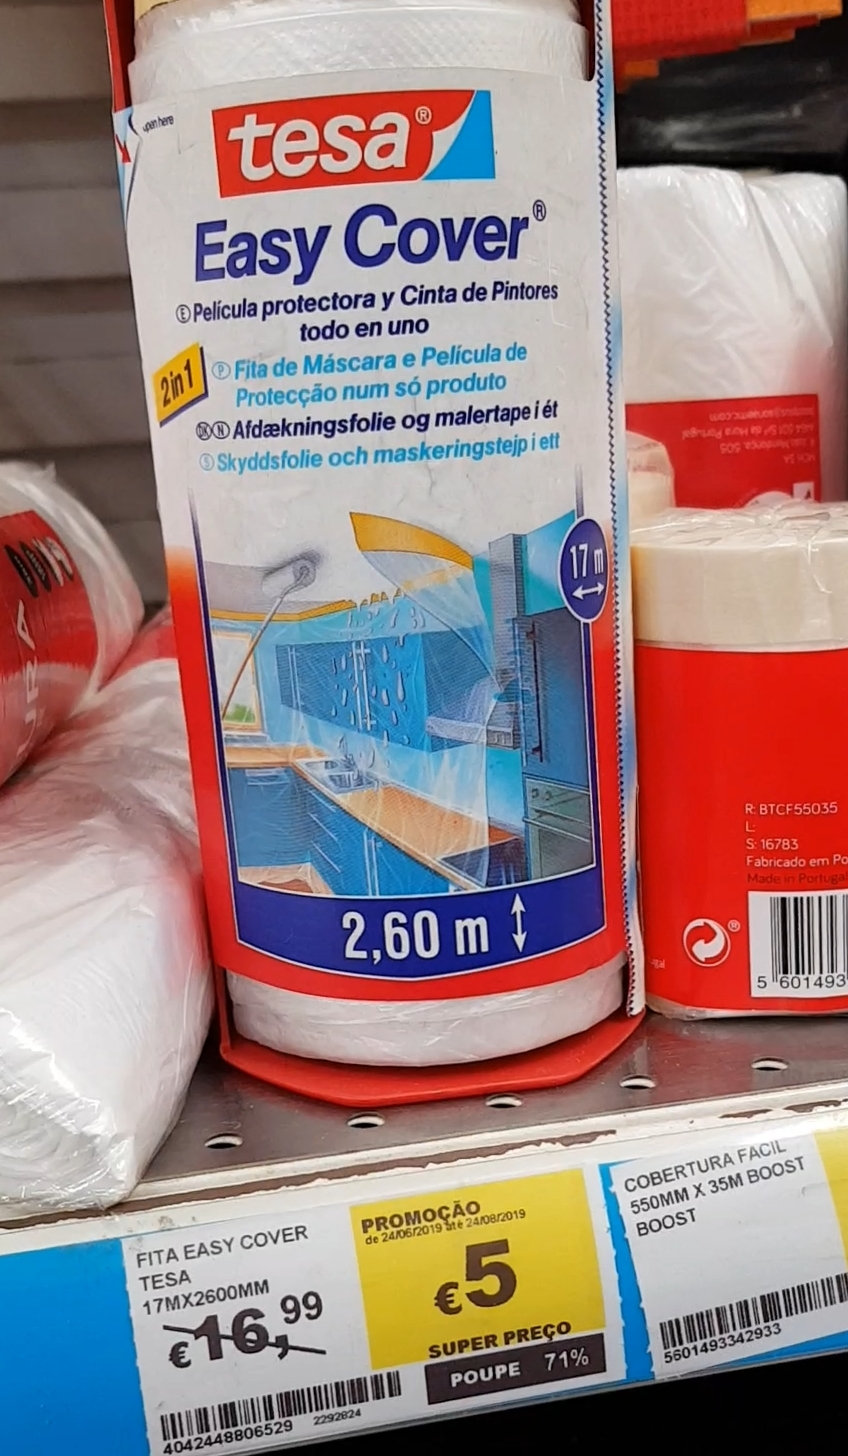 open here
tesa®
Easy Cover®
Ⓔ Película protectora y Cinta de Pintores
todo en uno
2in1
Ⓟ Fita de Máscara e Película de
Protecção num só produto
ⒹⓀ Ⓝ Afdækningsfolie og malertape i ét
Ⓢ Skyddsfolie och maskeringstejp i ett
17 m
2,60 m
R: BTCF55035
L:
S: 16783
Fabricado em Po
Made in Portugal
5 601493
FITA EASY COVER
TESA
17MX2600MM
€16,99
4042448806529
2292824
PROMOÇÃO
de 24/06/2019 até 24/08/2019
€5
SUPER PREÇO
POUPE 71%
COBERTURA FACIL
550MM X 35M BOOST
BOOST
5601493342933